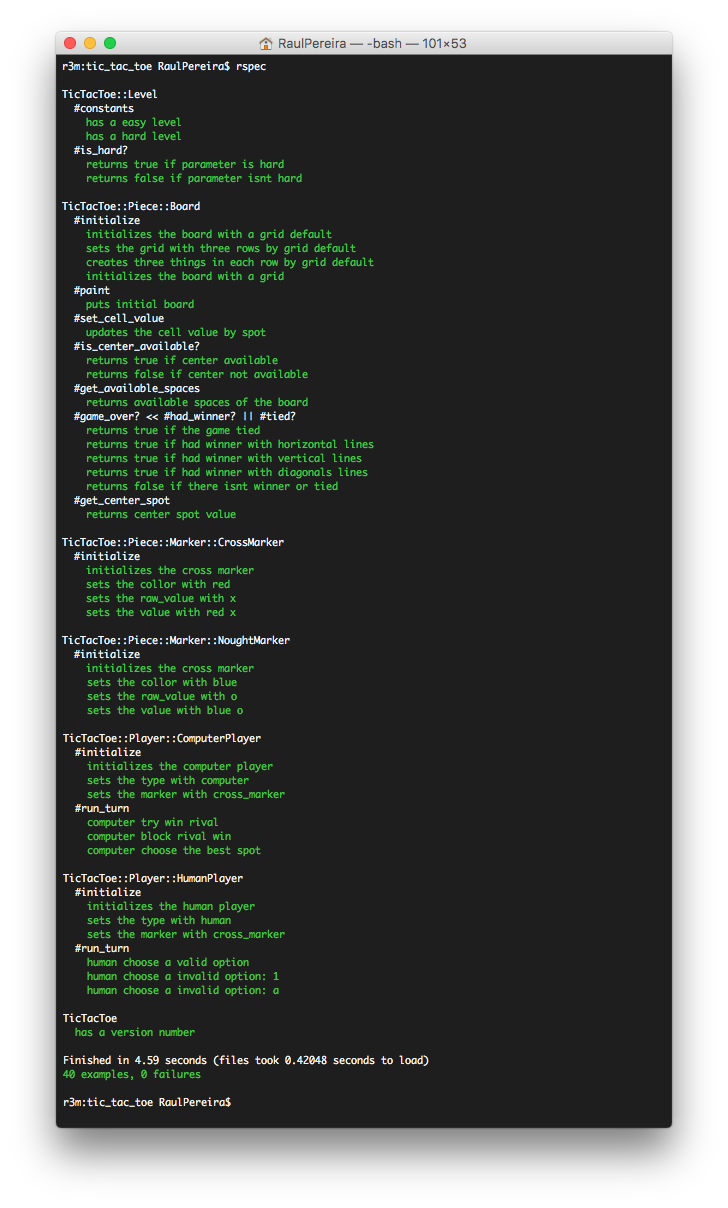 RaulPereira — -bash — 101×53
r3m:tic_tac_toe RaulPereira$ rspec
TicTacToe::Level
#constants
has a easy level
has a hard level
#is_hard?
returns true if parameter is hard
returns false if parameter isnt hard
TicTacToe::Piece::Board
#initialize
initializes the board with a grid default
sets the grid with three rows by grid default
creates three things in each row by grid default
initializes the board with a grid
#paint
puts initial board
#set_cell_value
updates the cell value by spot
#is_center_available?
returns true if center available
returns false if center not available
#get_available_spaces
returns available spaces of the board
#game_over? << #had_winner? || #tied?
returns true if the game tied
returns true if had winner with horizontal lines
returns true if had winner with vertical lines
returns true if had winner with diagonals lines
returns false if there isnt winner or tied
#get_center_spot
returns center spot value
TicTacToe::Piece::Marker::CrossMarker
#initialize
initializes the cross marker
sets the collor with red
sets the raw_value with x
sets the value with red x
TicTacToe::Piece::Marker::NoughtMarker
#initialize
initializes the cross marker
sets the collor with blue
sets the raw_value with o
sets the value with blue o
TicTacToe::Player::ComputerPlayer
#initialize
initializes the computer player
sets the type with computer
sets the marker with cross_marker
#run_turn
computer try win rival
computer block rival win
computer choose the best spot
TicTacToe::Player::HumanPlayer
#initialize
initializes the human player
sets the type with human
sets the marker with cross_marker
#run_turn
human choose a valid option
human choose a invalid option: 1
human choose a invalid option: a
TicTacToe
has a version number
Finished in 4.59 seconds (files took 0.42048 seconds to load)
40 examples, 0 failures
r3m:tic_tac_toe RaulPereira$